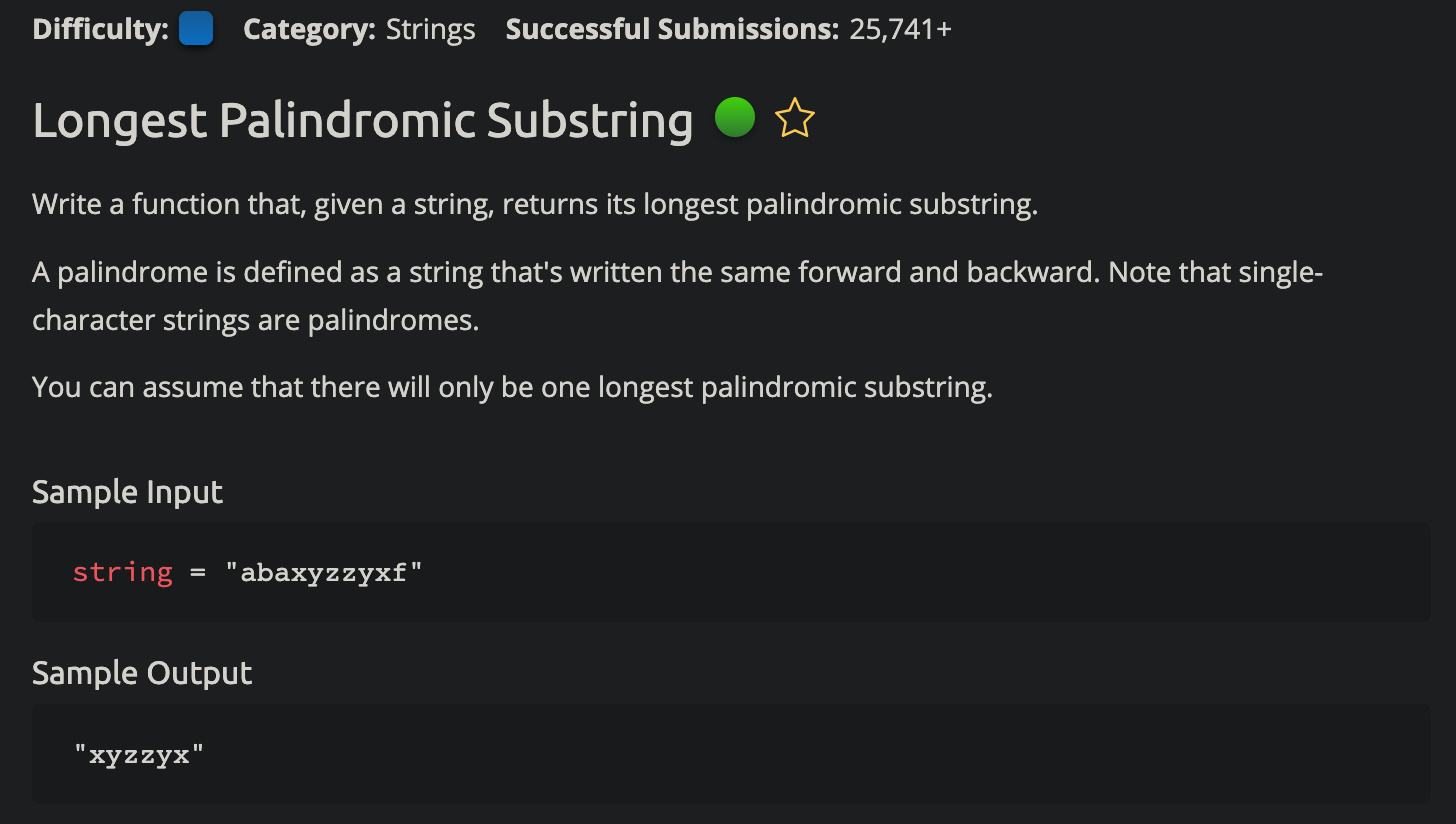 Difficulty: Category: Strings Successful Submissions: 25,741+
Longest Palindromic Substring
Write a function that, given a string, returns its longest palindromic substring.
A palindrome is defined as a string that's written the same forward and backward. Note that single-
character strings are palindromes.
You can assume that there will only be one longest palindromic substring.
Sample Input
string = "abaxyzzyxf"
Sample Output
"xyzzyx"